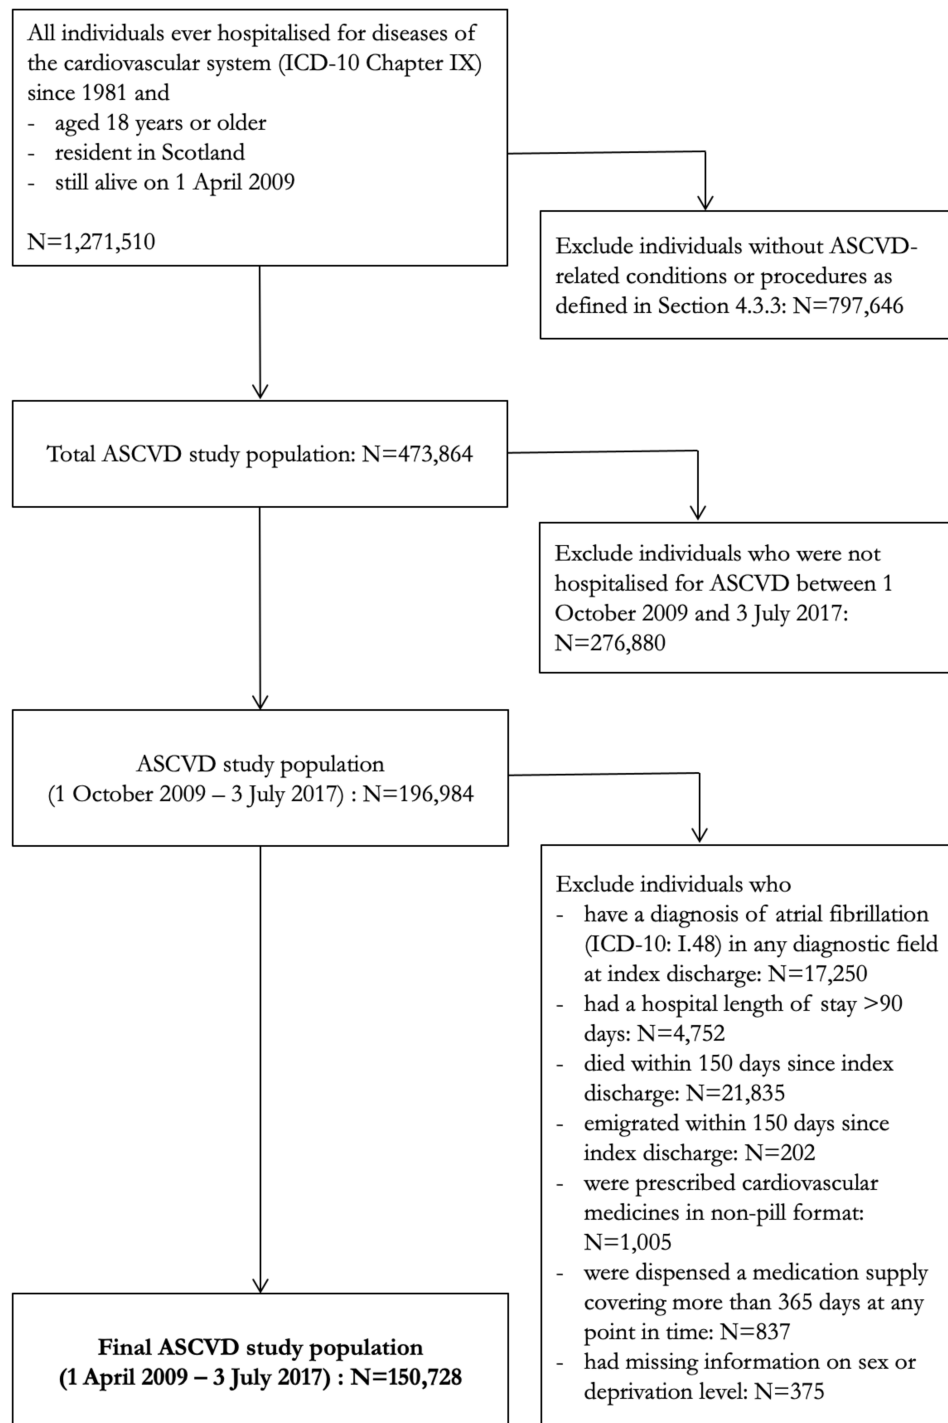 All individuals ever hospitalised for diseases of
the cardiovascular system (ICD-10 Chapter IX)
since 1981 and
- aged 18 years or older
- resident in Scotland
- still alive on 1 April 2009
N=1,271,510
Exclude individuals without ASCVD-
related conditions or procedures as
defined in Section 4.3.3: N=797,646
Total ASCVD study population: N=473,864
Exclude individuals who were not
hospitalised for ASCVD between 1
October 2009 and 3 July 2017:
N=276,880
ASCVD study population
(1 October 2009 – 3 July 2017) : N=196,984
Exclude individuals who
- have a diagnosis of atrial fibrillation
(ICD-10: I.48) in any diagnostic field
at index discharge: N=17,250
- had a hospital length of stay >90
days: N=4,752
- died within 150 days since index
discharge: N=21,835
- emigrated within 150 days since
index discharge: N=202
- were prescribed cardiovascular
medicines in non-pill format:
N=1,005
- were dispensed a medication supply
covering more than 365 days at any
point in time: N=837
- had missing information on sex or
deprivation level: N=375
Final ASCVD study population
(1 April 2009 – 3 July 2017) : N=150,728